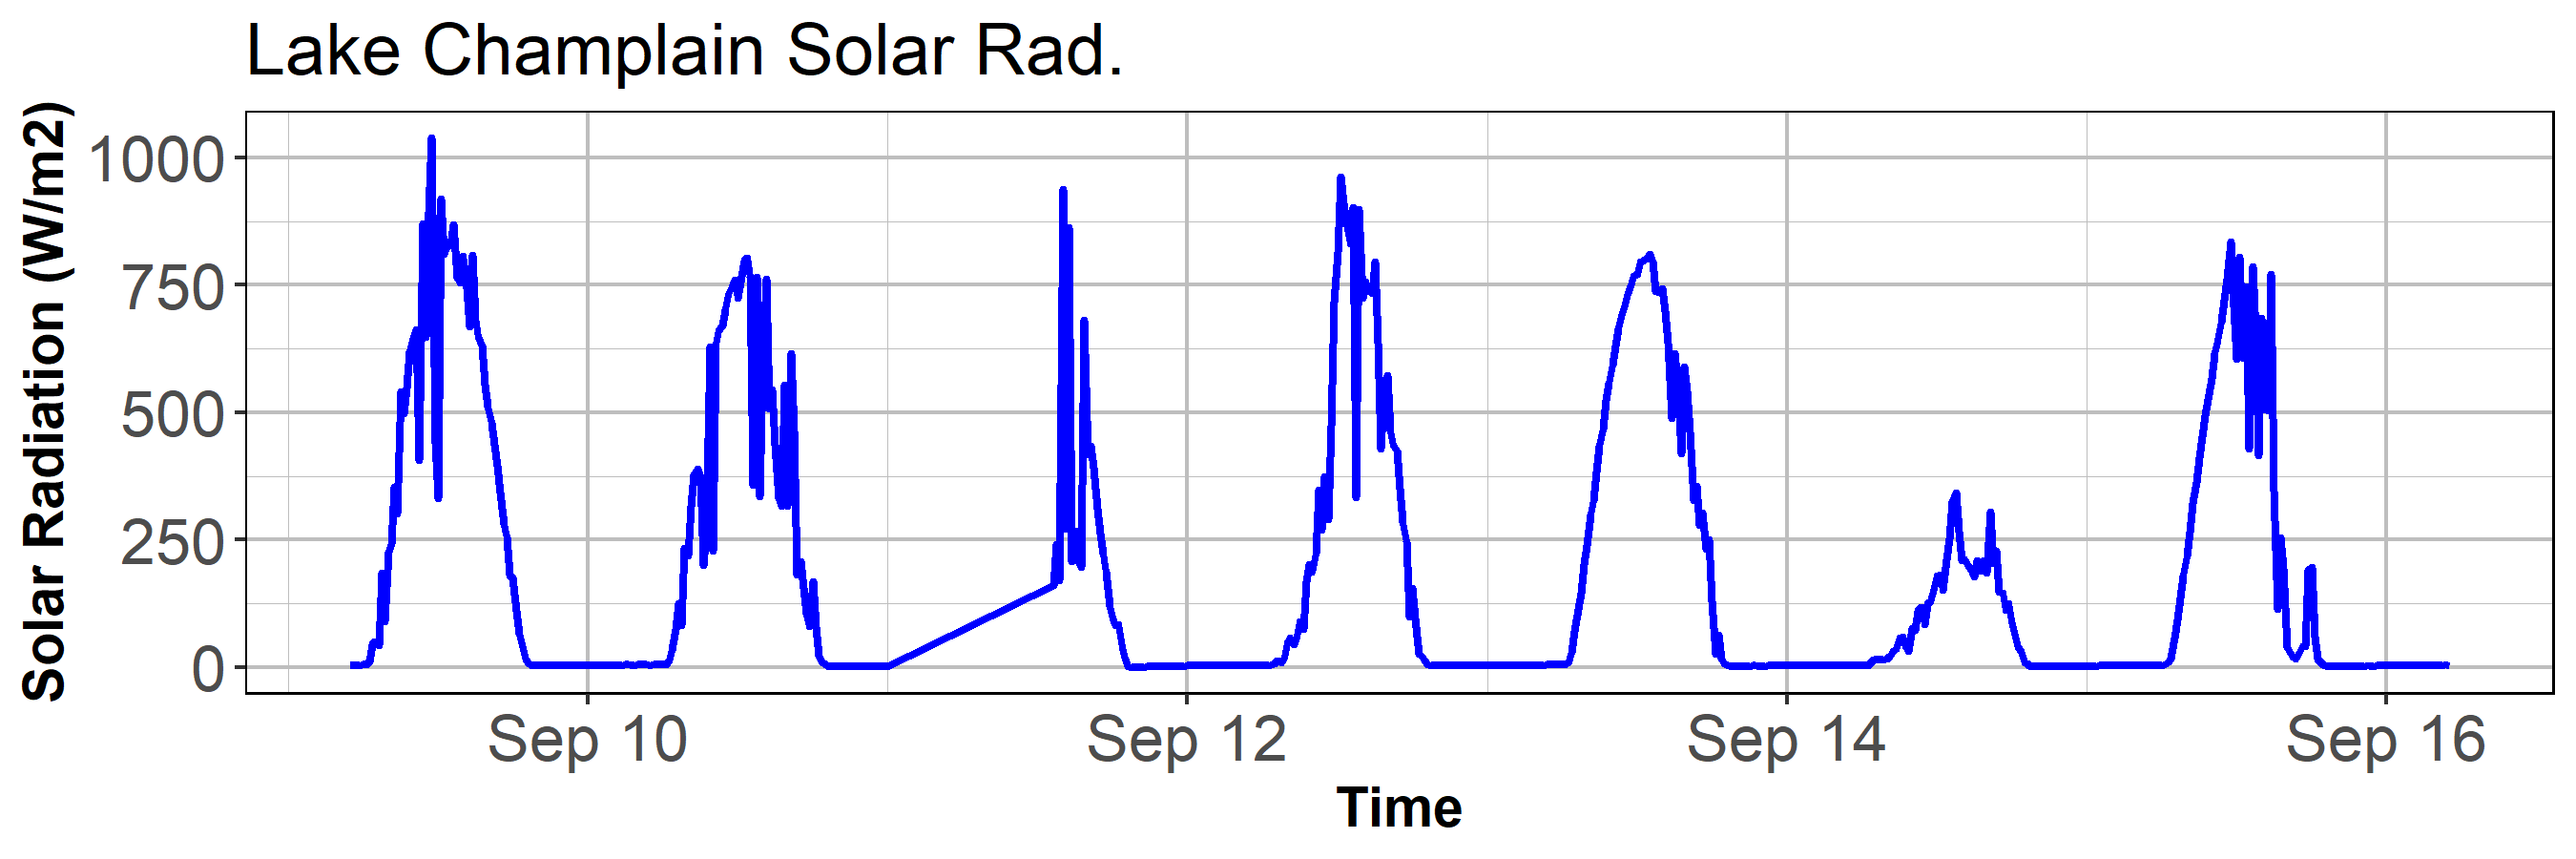 Lake Champlain Solar Rad.
Solar Radiation (W/m2)
1000
750
500
250
0
Sep 10
Sep 12
Sep 14
Sep 16
Time